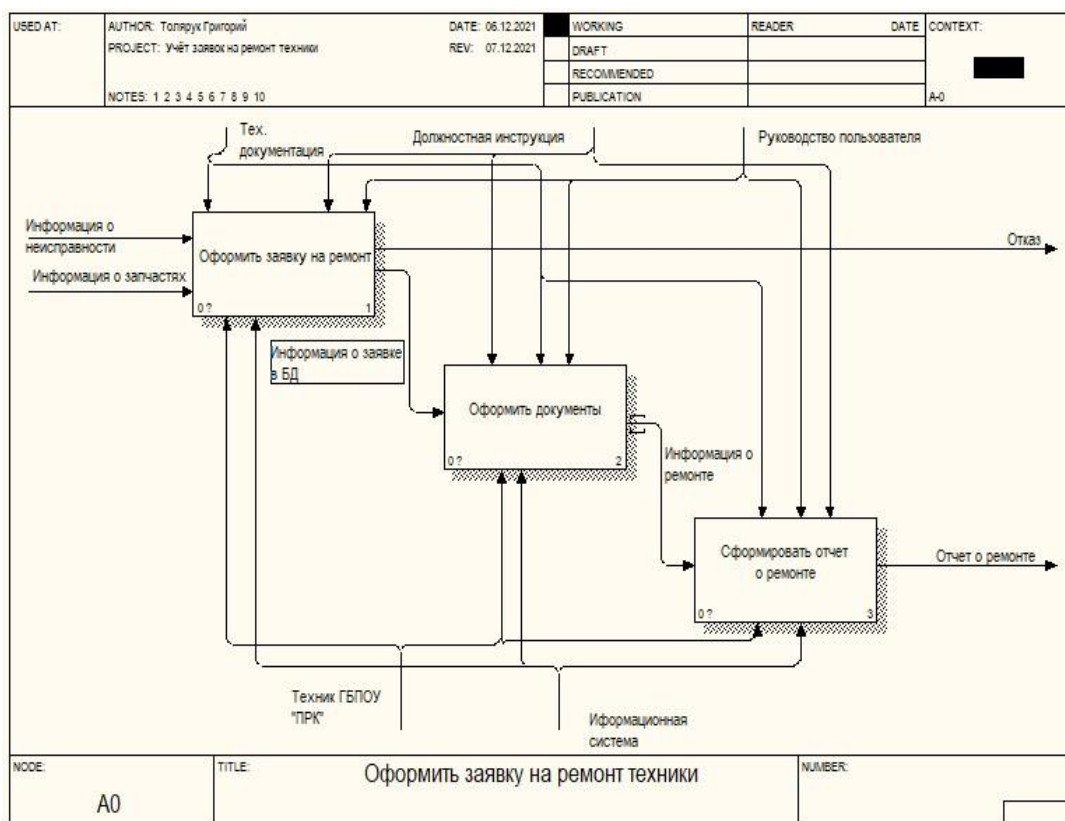 USED AT:
AUTHOR: Толярук Григорий
DATE: 06.12.2021
WORKING
READER
DATE
CONTEXT:
PROJECT: Учёт заявок на ремонт техники
REV: 07.12.2021
DRAFT
RECOMMENDED
NOTES: 1 2 3 4 5 6 7 8 9 10
PUBLICATION
A-0
Тех.
документация
Должностная инструкция
Руководство пользователя
Информация о
неисправности
Информация о запчастях
Оформить заявку на ремонт
0 ?
1
Отказ
Информация о заявке
в БД
Оформить документы
0 ?
2
Информация о
ремонте
Сформировать отчет
о ремонте
0 ?
3
Отчет о ремонте
Техник ГБПОУ
"ПРК"
Иформационная
система
NODE:
A0
TITLE:
Оформить заявку на ремонт техники
NUMBER: